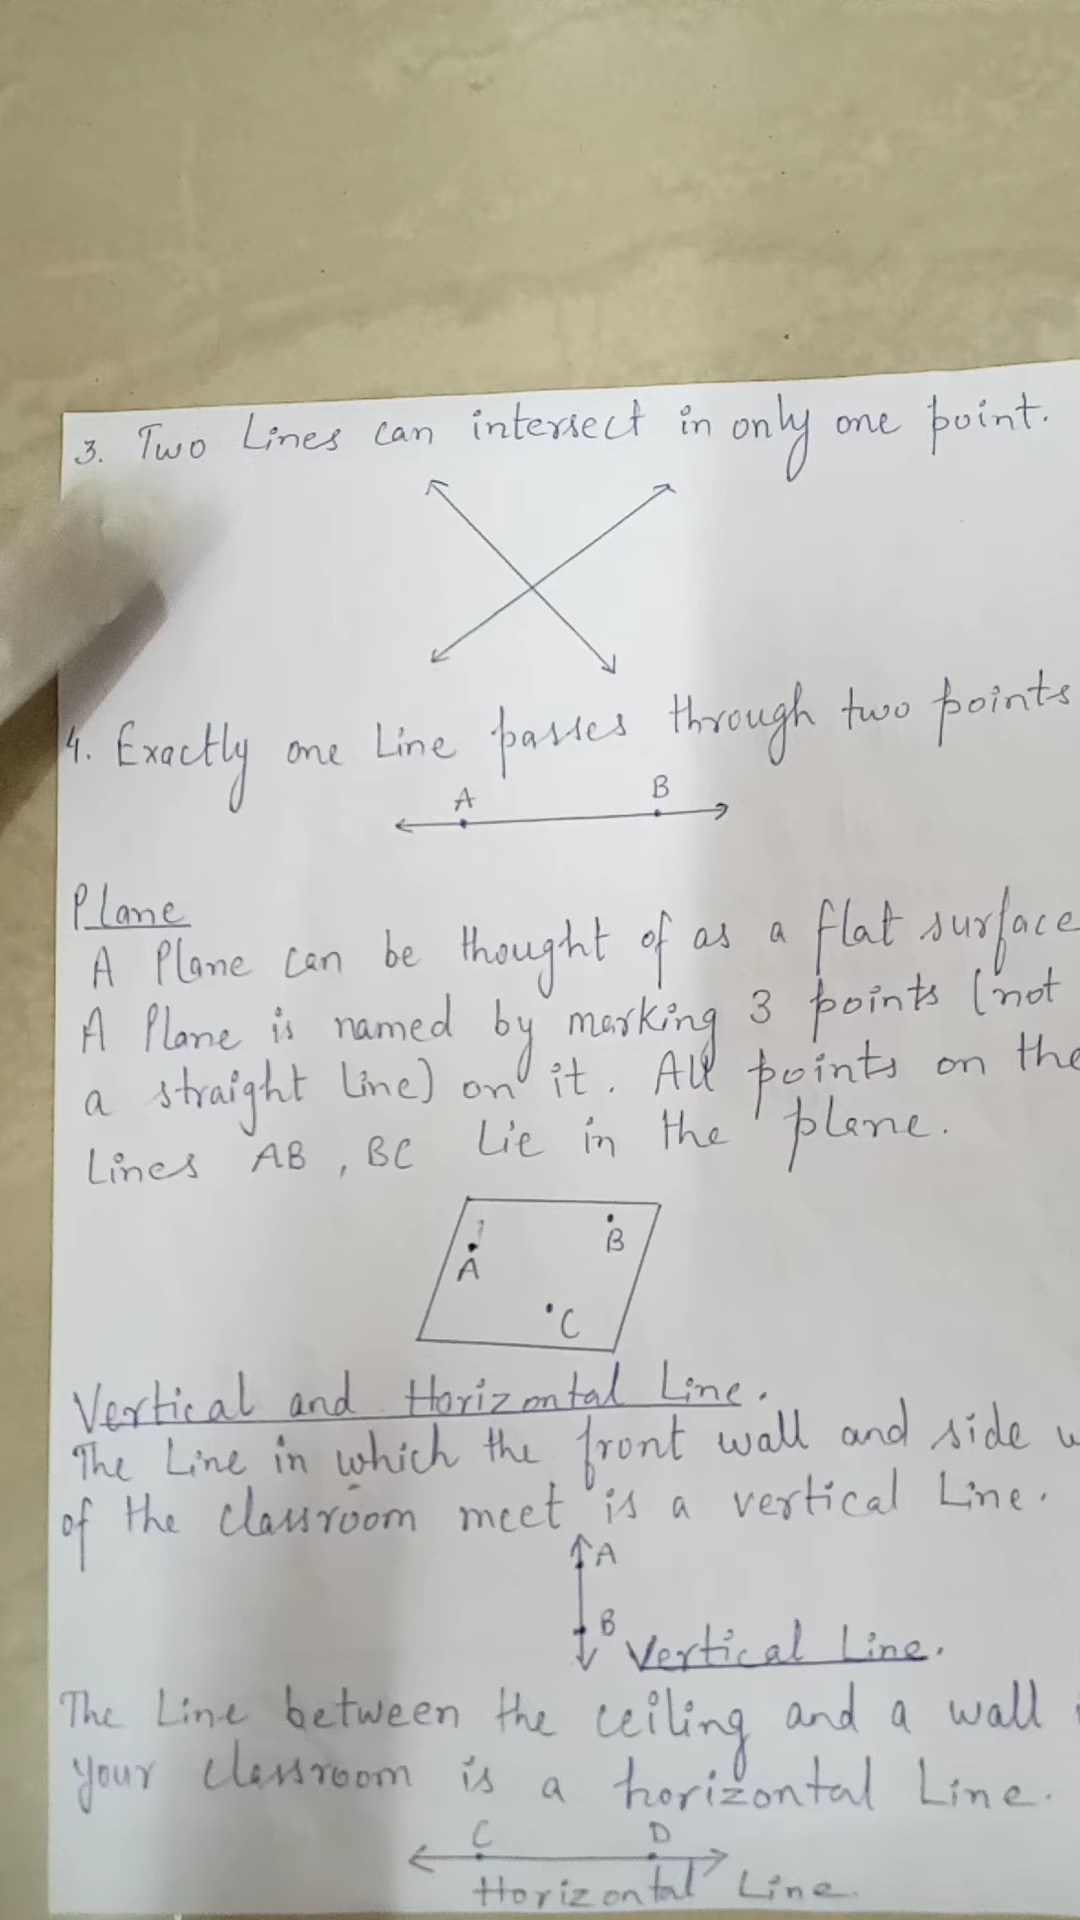 3. Two Lines can intersect in only one point.
4. Exactly one Line passes through two points
A B
Plane
A Plane can be thought of as a flat surface
A Plane is named by marking 3 points (not
a straight line) on it. All points on the
Lines AB, BC Lie in the plane.
A B
C
Vertical and Horizontal Line.
The Line in which the front wall and side
of the classroom meet is a vertical Line.
A
B
Vertical Line.
The Line between the ceiling and a wall
your classroom is a horizontal Line.
C D
Horizontal Line.